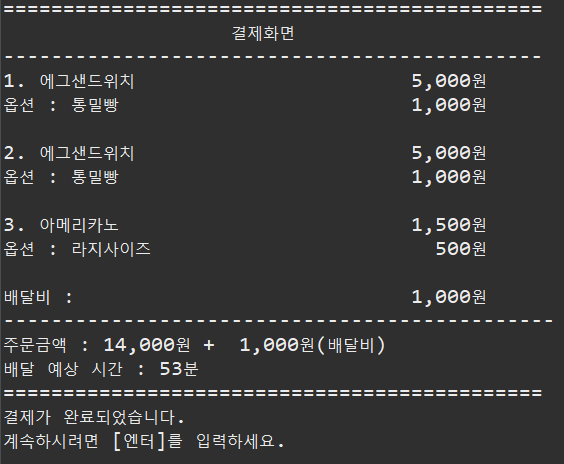 =============================================
결제화면
---------------------------------------------
1. 에그샌드위치 5,000원
옵션 : 통밀빵 1,000원
2. 에그샌드위치 5,000원
옵션 : 통밀빵 1,000원
3. 아메리카노 1,500원
옵션 : 라지사이즈 500원
배달비 : 1,000원
----------------------------------------------
주문금액 : 14,000원 + 1,000원(배달비)
배달 예상 시간 : 53분
=============================================
결제가 완료되었습니다.
계속하시려면 [엔터]를 입력하세요.